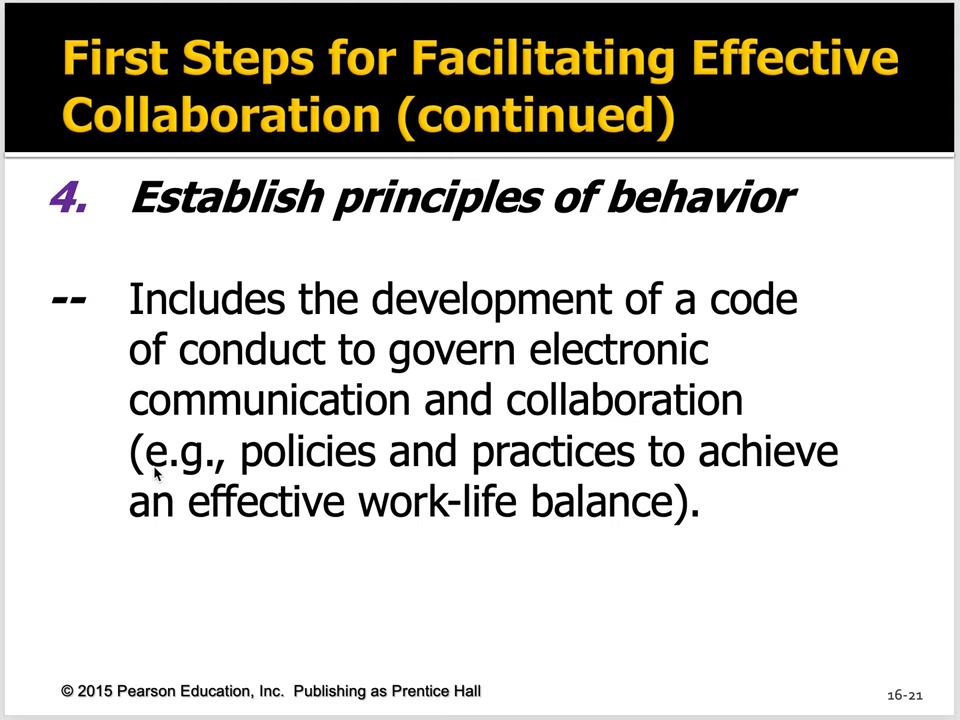 First Steps for Facilitating Effective
Collaboration (continued)
4. Establish principles of behavior
-- Includes the development of a code
of conduct to govern electronic
communication and collaboration
(e.g., policies and practices to achieve
an effective work-life balance).
© 2015 Pearson Education, Inc. Publishing as Prentice Hall
16-21